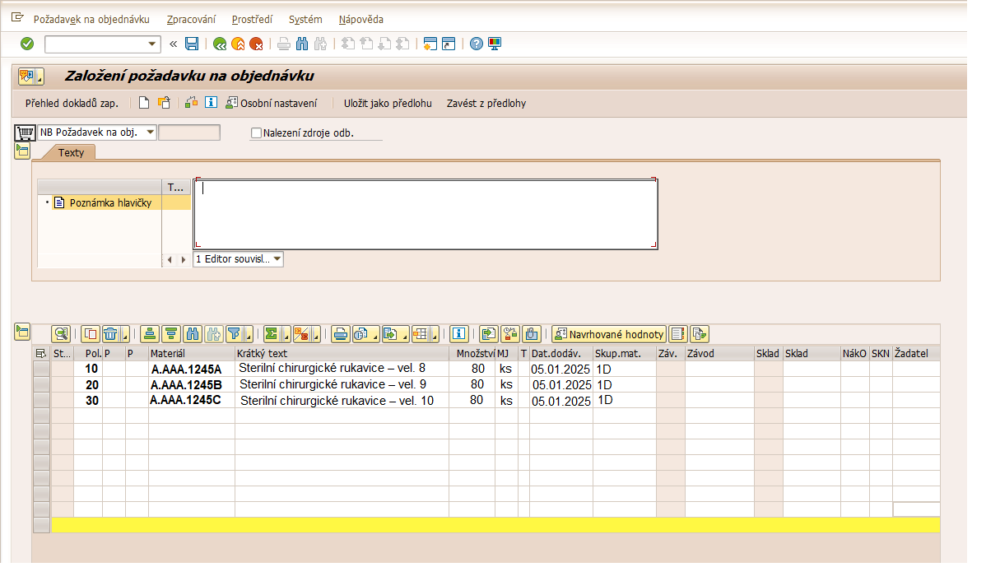 Požadavek na objednávku Zpracování Prostředí Systém Nápověda
Založení požadavku na objednávku
Přehled dokladů zap. Osobní nastavení Uložit jako předlohu Zavést z předlohy
NB Požadavek na obj. Nalezení zdroje odb.
Texty
T...
Poznámka hlavičky
1 Editor souvisl...
Navrhované hodnoty
St... Pol. P P Materiál Krátký text Množství MJ T Dat.dodáv. Skup.mat. Záv. Závod Sklad Sklad NákO SKN Žadatel
10 A.AAA.1245A Sterilní chirurgické rukavice – vel. 8 80 ks 05.01.2025 1D
20 A.AAA.1245B Sterilní chirurgické rukavice – vel. 9 80 ks 05.01.2025 1D
30 A.AAA.1245C Sterilní chirurgické rukavice – vel. 10 80 ks 05.01.2025 1D